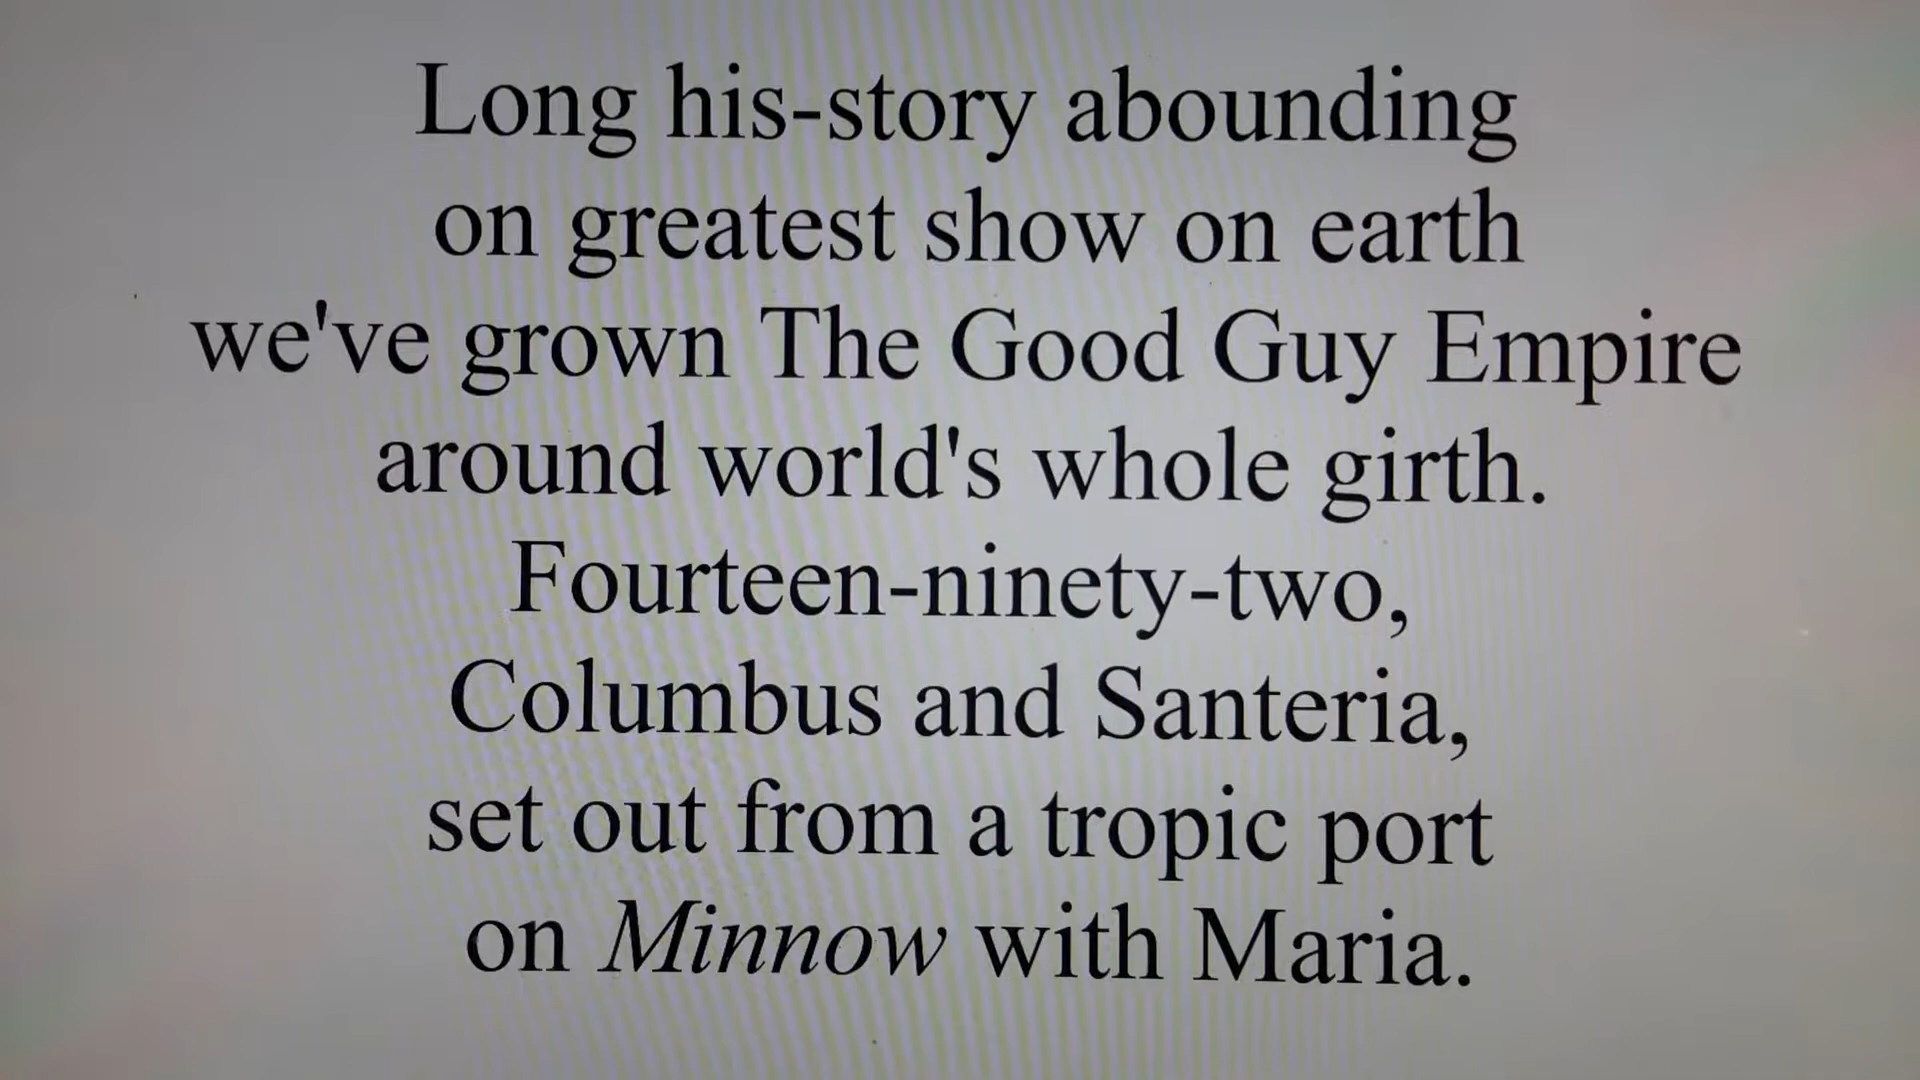 Long his-story abounding
on greatest show on earth
we've grown The Good Guy Empire
around world's whole girth.
Fourteen-ninety-two,
Columbus and Santeria,
set out from a tropic port
on Minnow with Maria.